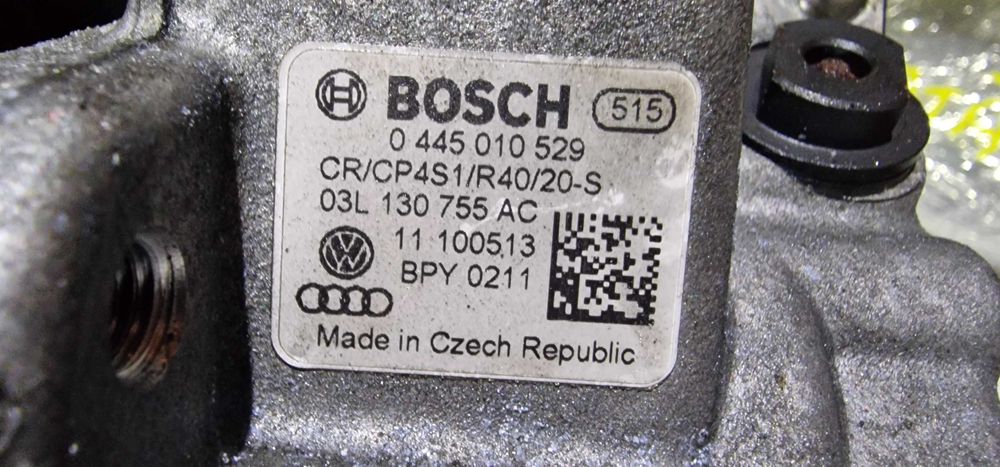 BOSCH 515
0 445 010 529
CR/CP4S1/R40/20-S
03L 130 755 AC
11 100513
BPY 0211
Made in Czech Republic